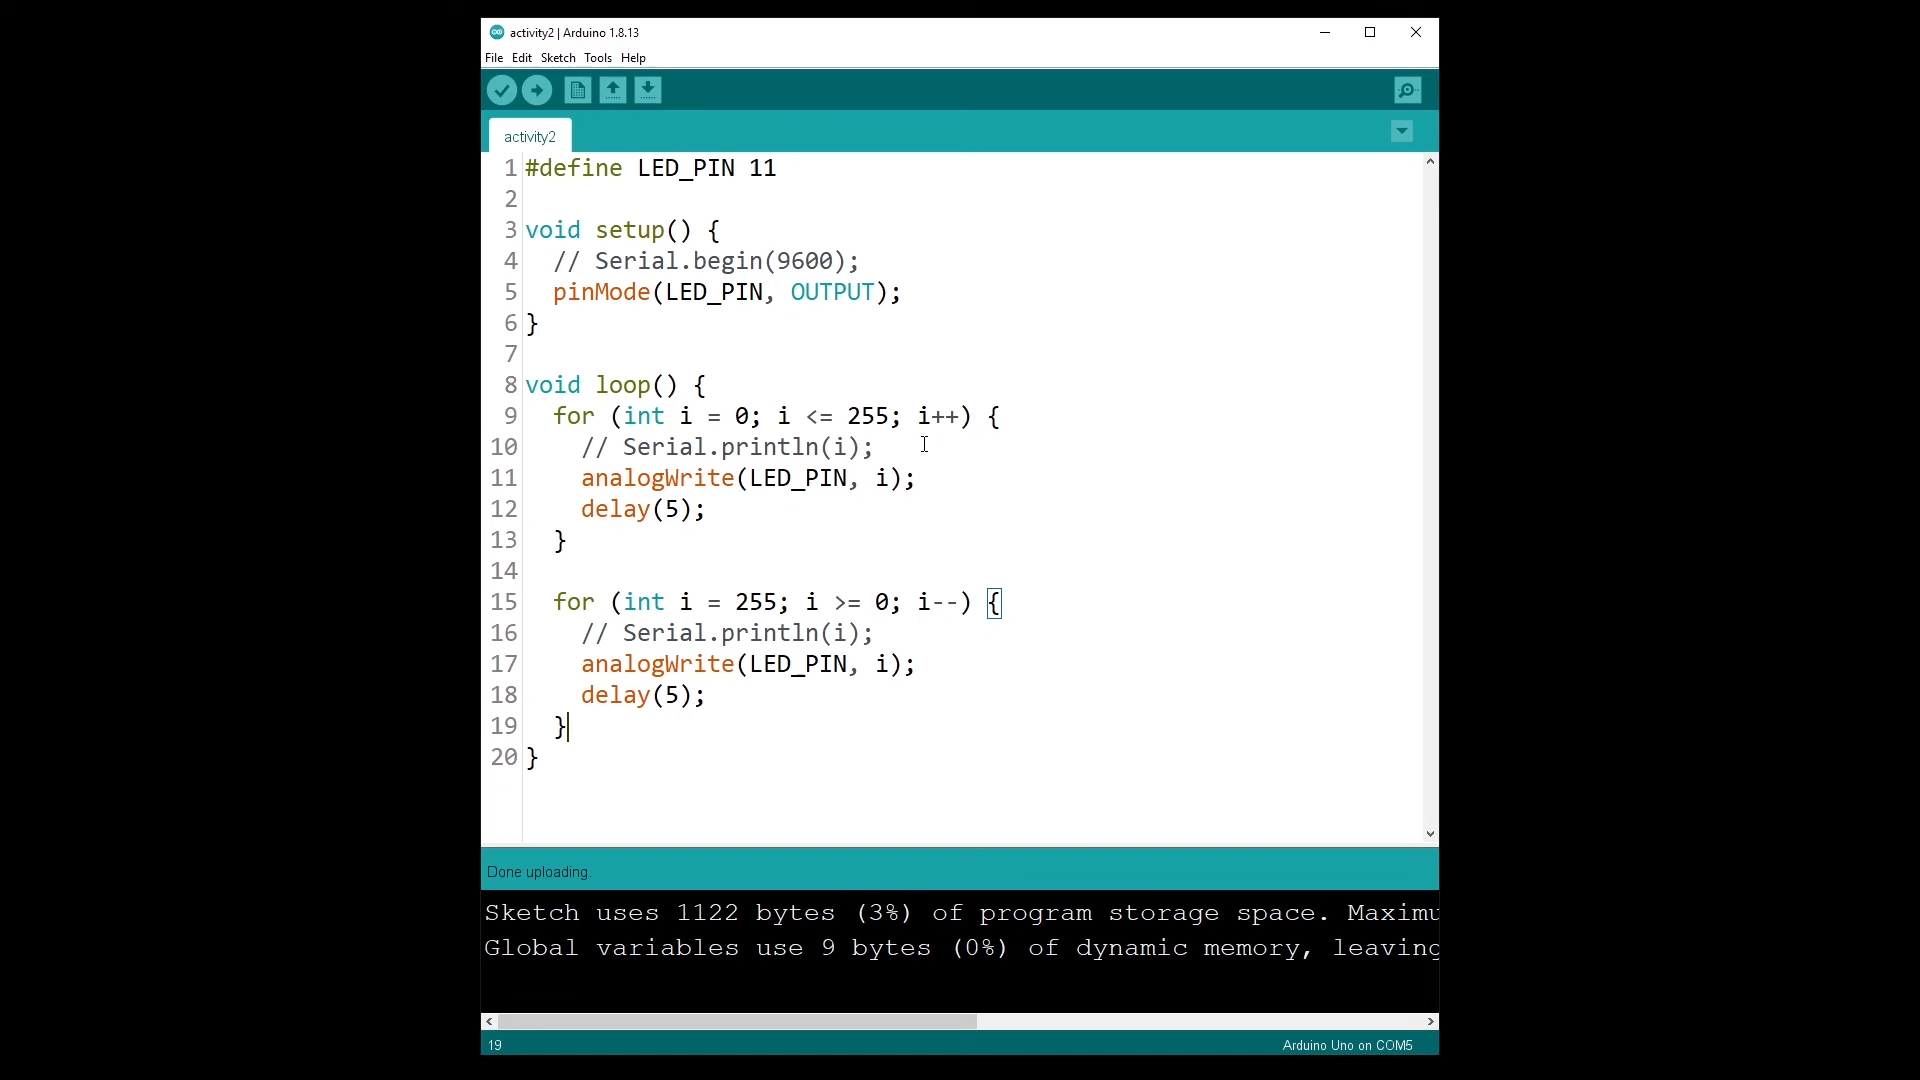 activity2 | Arduino 1.8.13
File Edit Sketch Tools Help
activity2
1 #define LED_PIN 11
2
3 void setup() {
4   // Serial.begin(9600);
5   pinMode(LED_PIN, OUTPUT);
6 }
7
8 void loop() {
9   for (int i = 0; i <= 255; i++) {
10     // Serial.println(i);
11     analogWrite(LED_PIN, i);
12     delay(5);
13   }
14
15   for (int i = 255; i >= 0; i--) {
16     // Serial.println(i);
17     analogWrite(LED_PIN, i);
18     delay(5);
19   }
20 }
Done uploading.
Sketch uses 1122 bytes (3%) of program storage space. Maximu
Global variables use 9 bytes (0%) of dynamic memory, leaving
19 Arduino Uno on COM5